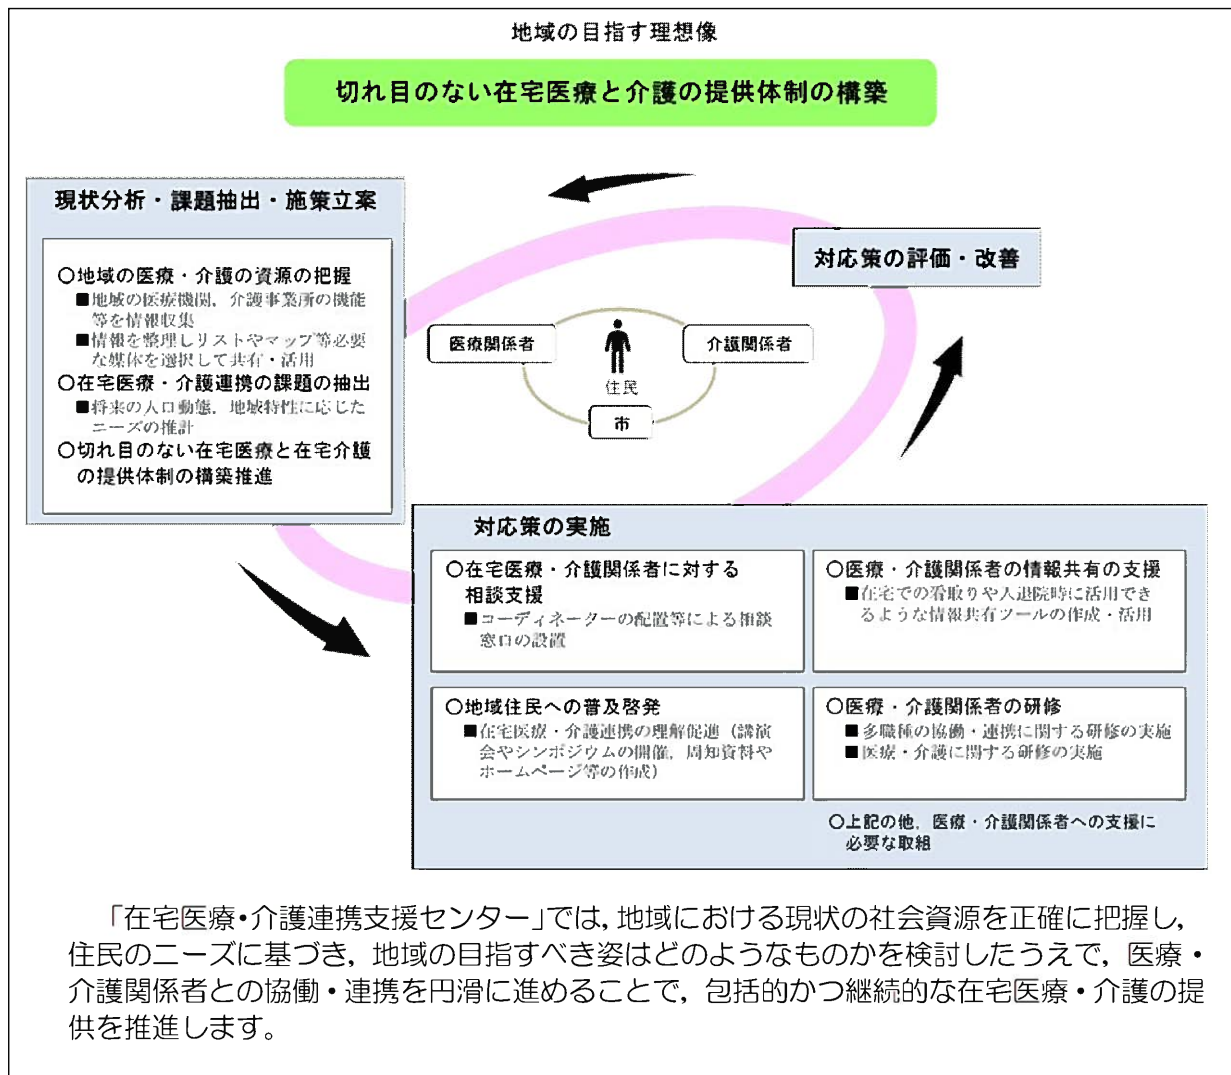 地域の目指す理想像
切れ目のない在宅医療と介護の提供体制の構築
現状分析・課題抽出・施策立案
〇地域の医療・介護の資源の把握
■地域の医療機関，介護事業所の機能
等を情報収集
■情報を整理しリストやマップ等必要
な媒体を選択して共有・活用
〇在宅医療・介護連携の課題の抽出
■将来の人口動態，地域特性に応じた
ニーズの推計
〇切れ目のない在宅医療と在宅介護
の提供体制の構築推進
対応策の評価・改善
医療関係者
介護関係者
住民
市
対応策の実施
〇在宅医療・介護関係者に対する
相談支援
■コーディネーターの配置等による相談
窓口の設置
〇医療・介護関係者の情報共有の支援
■在宅での看取りや入退院時に活用でき
るような情報共有ツールの作成・活用
〇地域住民への普及啓発
■在宅医療・介護連携の理解促進（講演
会やシンポジウムの開催，周知資料や
ホームページ等の作成）
〇医療・介護関係者の研修
■多職種の協働・連携に関する研修の実施
■医療・介護に関する研修の実施
〇上記の他，医療・介護関係者への支援に
必要な取組
「在宅医療・介護連携支援センター」では，地域における現状の社会資源を正確に把握し，
住民のニーズに基づき，地域の目指すべき姿はどのようなものかを検討したうえで，医療・
介護関係者との協働・連携を円滑に進めることで，包括的かつ継続的な在宅医療・介護の提
供を推進します。